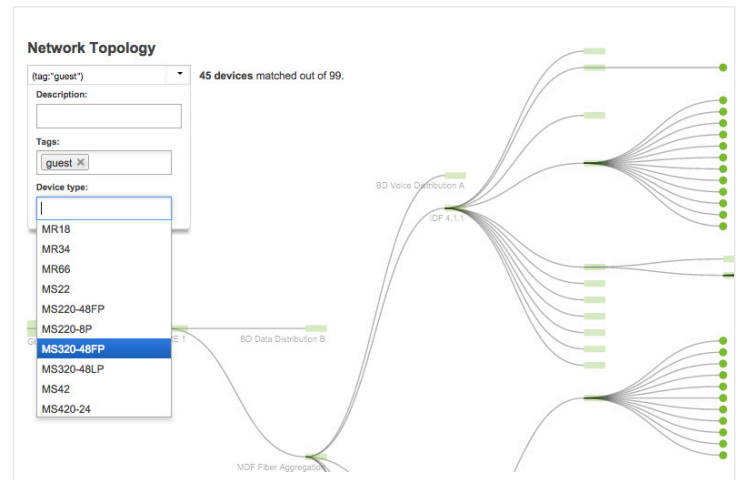 Network Topology
(tag:"guest")
45 devices matched out of 99.
Description:
Tags:
guest ×
Device type:
MR18
MR34
MR66
MS22
MS220-48FP
MS220-8P
MS320-48FP
MS320-48LP
MS42
MS420-24
BD Voice Distribution A
IDF 4.1.1
BD Data Distribution B
MDF Fiber Aggregation